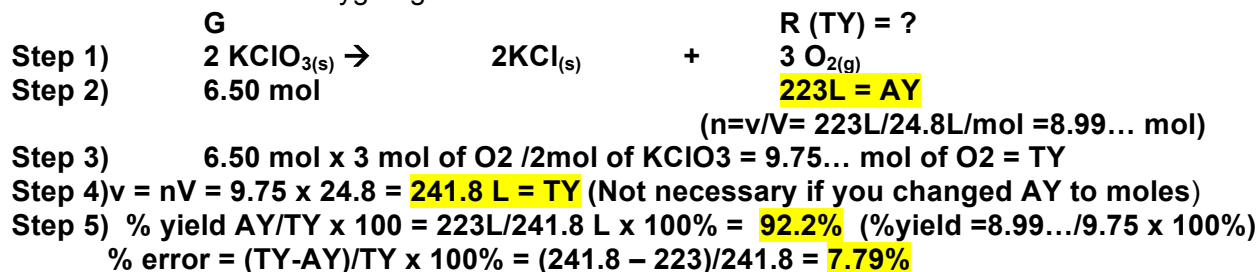 G R (TY) = ?
Step 1) 2 KClO3(s) → 2KCl(s) + 3 O2(g)
Step 2) 6.50 mol 223L = AY
(n=v/V= 223L/24.8L/mol =8.99… mol)
Step 3) 6.50 mol x 3 mol of O2 /2mol of KClO3 = 9.75… mol of O2 = TY
Step 4)v = nV = 9.75 x 24.8 = 241.8 L = TY (Not necessary if you changed AY to moles)
Step 5) % yield AY/TY x 100 = 223L/241.8 L x 100% = 92.2% (%yield =8.99…/9.75 x 100%)
% error = (TY-AY)/TY x 100% = (241.8 – 223)/241.8 = 7.79%